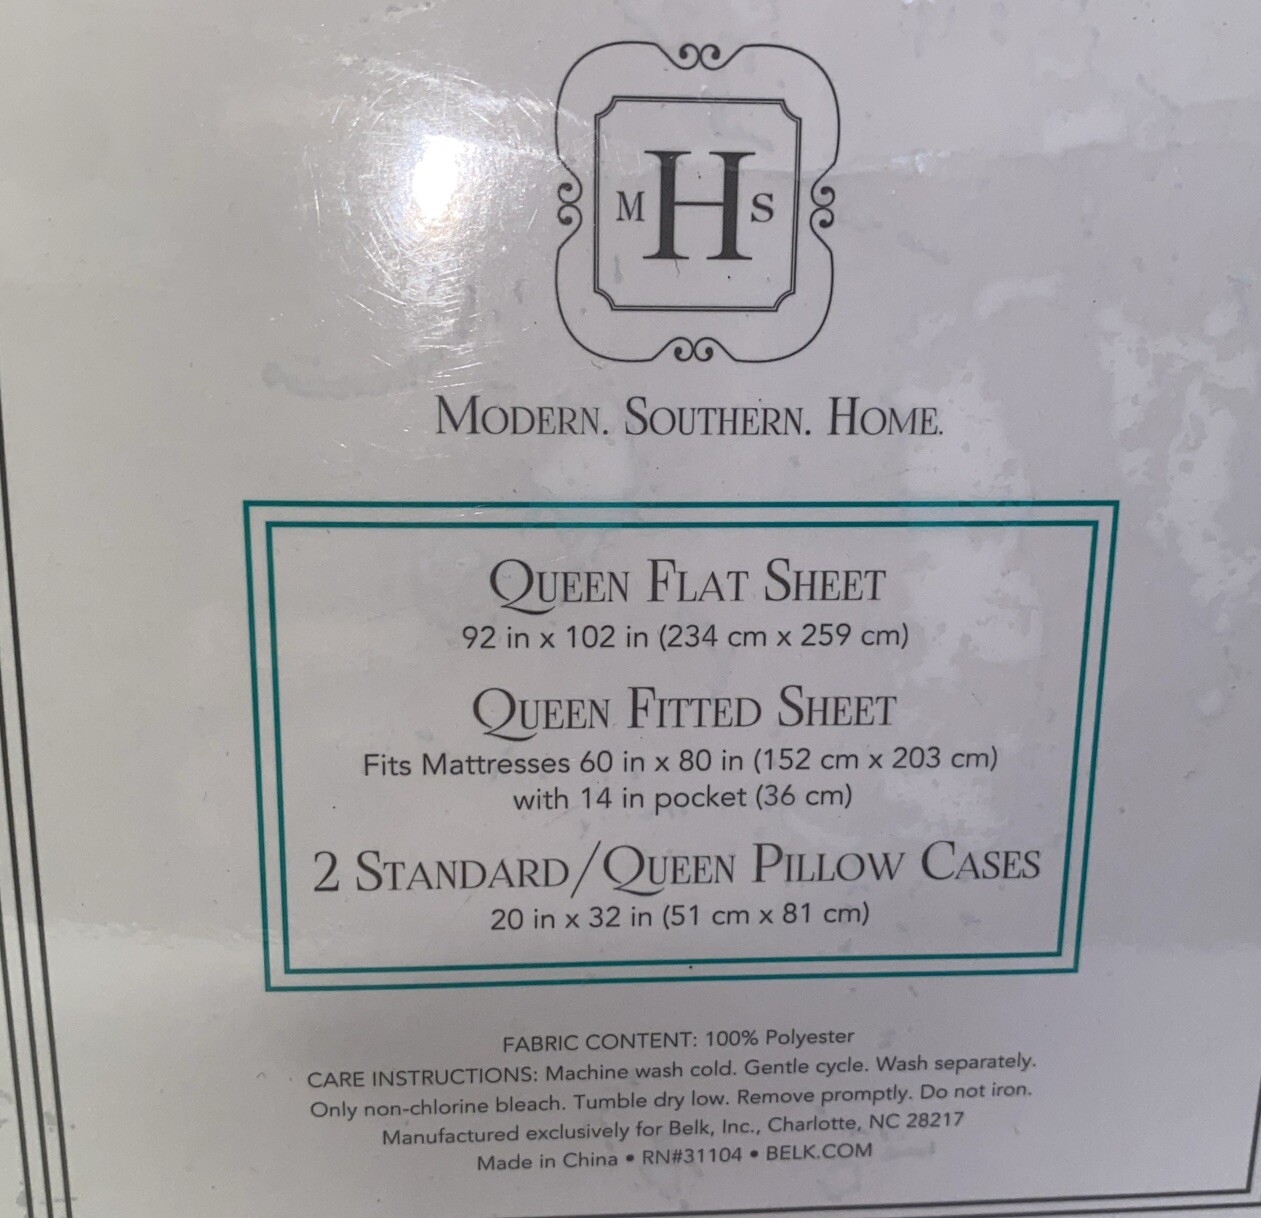 M H S
MODERN. SOUTHERN. HOME.
QUEEN FLAT SHEET
92 in x 102 in (234 cm x 259 cm)
QUEEN FITTED SHEET
Fits Mattresses 60 in x 80 in (152 cm x 203 cm)
with 14 in pocket (36 cm)
2 STANDARD/QUEEN PILLOW CASES
20 in x 32 in (51 cm x 81 cm)
FABRIC CONTENT: 100% Polyester
CARE INSTRUCTIONS: Machine wash cold. Gentle cycle. Wash separately.
Only non-chlorine bleach. Tumble dry low. Remove promptly. Do not iron.
Manufactured exclusively for Belk, Inc., Charlotte, NC 28217
Made in China • RN#31104 • BELK.COM